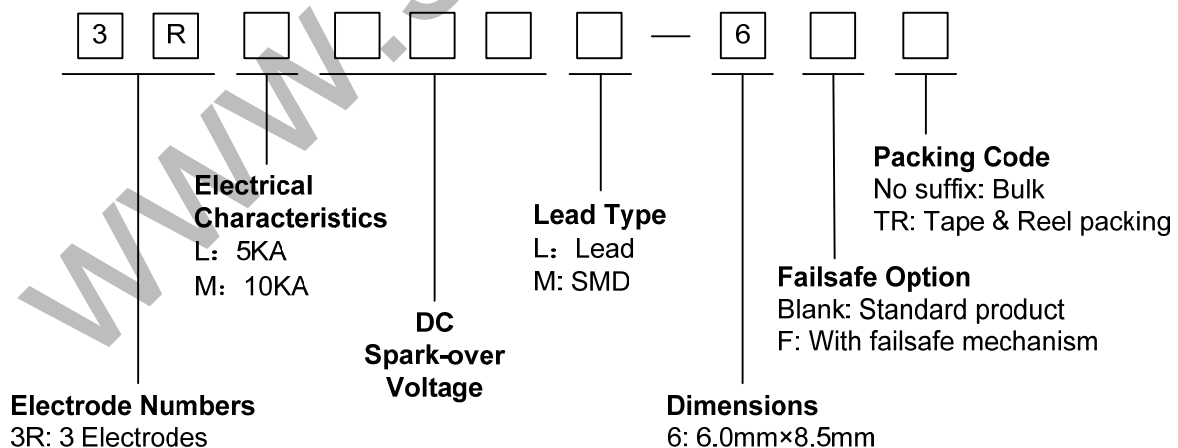 3 R — 6
Electrical
Characteristics
L： 5KA
M： 10KA
DC
Spark-over
Voltage
Lead Type
L： Lead
M: SMD
Packing Code
No suffix: Bulk
TR: Tape & Reel packing
Failsafe Option
Blank: Standard product
F: With failsafe mechanism
Electrode Numbers
3R: 3 Electrodes
Dimensions
6: 6.0mm×8.5mm
www.